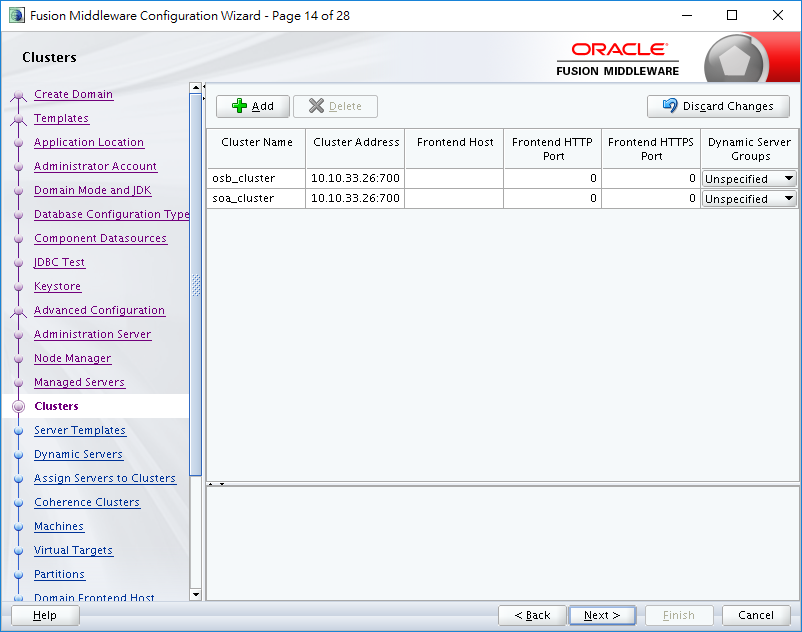 Fusion Middleware Configuration Wizard - Page 14 of 28
Clusters
ORACLE
FUSION MIDDLEWARE
Create Domain
Templates
Application Location
Administrator Account
Domain Mode and JDK
Database Configuration Type
Component Datasources
JDBC Test
Keystore
Advanced Configuration
Administration Server
Node Manager
Managed Servers
Clusters
Server Templates
Dynamic Servers
Assign Servers to Clusters
Coherence Clusters
Machines
Virtual Targets
Partitions
Domain Frontend Host
Add Delete Discard Changes
Cluster Name Cluster Address Frontend Host Frontend HTTP Port Frontend HTTPS Port Dynamic Server Groups
osb_cluster 10.10.33.26:700 0 0 Unspecified
soa_cluster 10.10.33.26:700 0 0 Unspecified
Help < Back Next > Finish Cancel